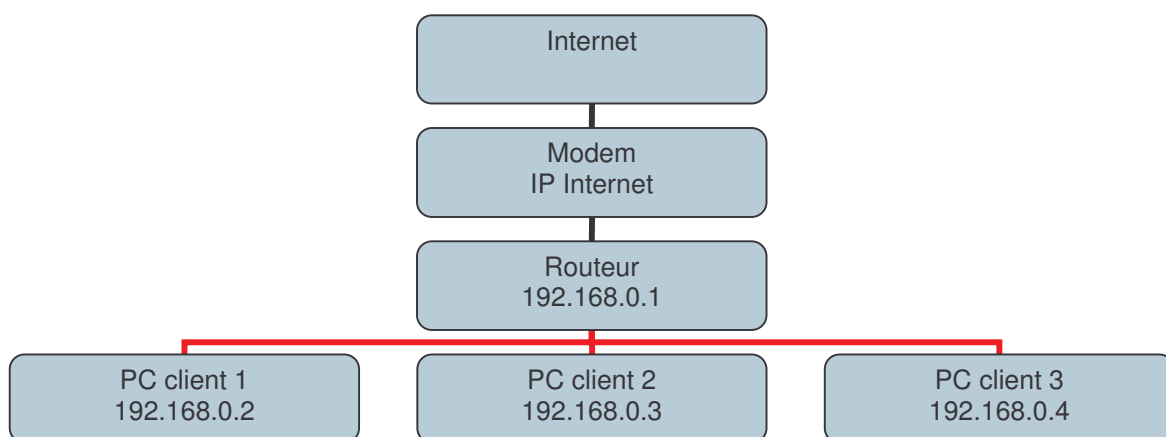 Internet
Modem
IP Internet
Routeur
192.168.0.1
PC client 1
192.168.0.2
PC client 2
192.168.0.3
PC client 3
192.168.0.4